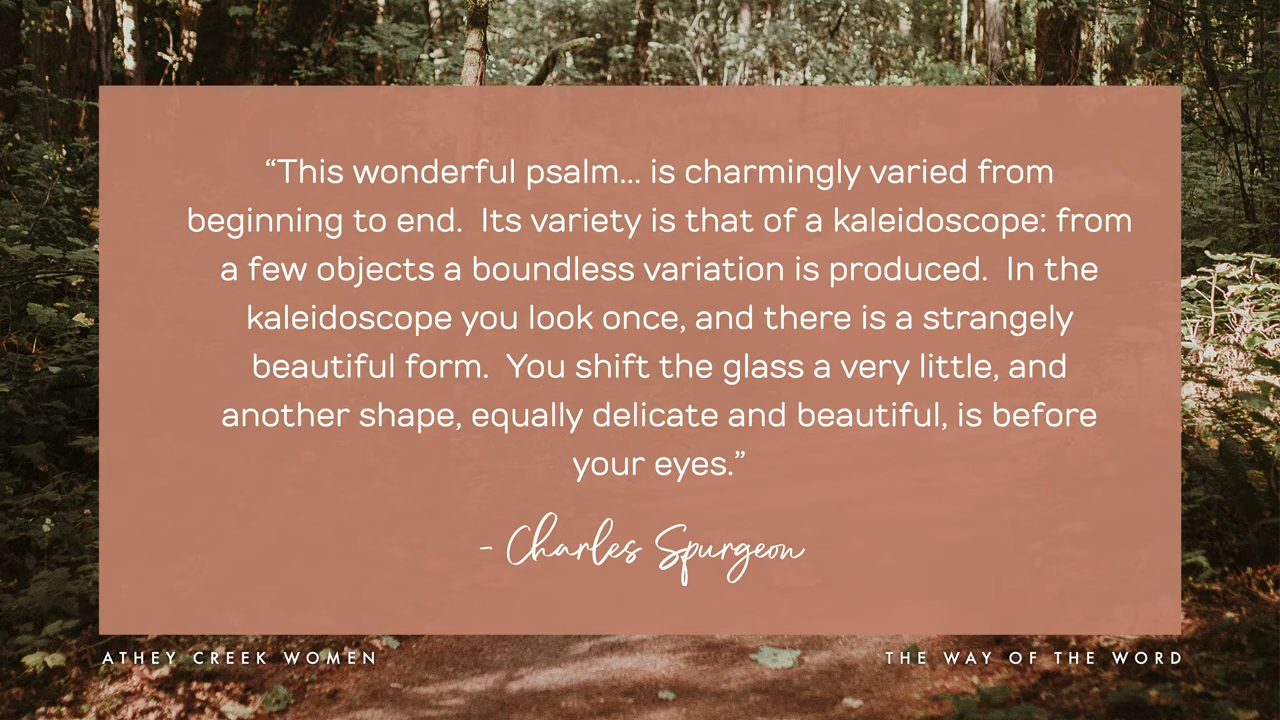 “This wonderful psalm... is charmingly varied from
beginning to end.  Its variety is that of a kaleidoscope: from
a few objects a boundless variation is produced.  In the
kaleidoscope you look once, and there is a strangely
beautiful form.  You shift the glass a very little, and
another shape, equally delicate and beautiful, is before
your eyes.”
- Charles Spurgeon
ATHEY CREEK WOMEN
THE WAY OF THE WORD